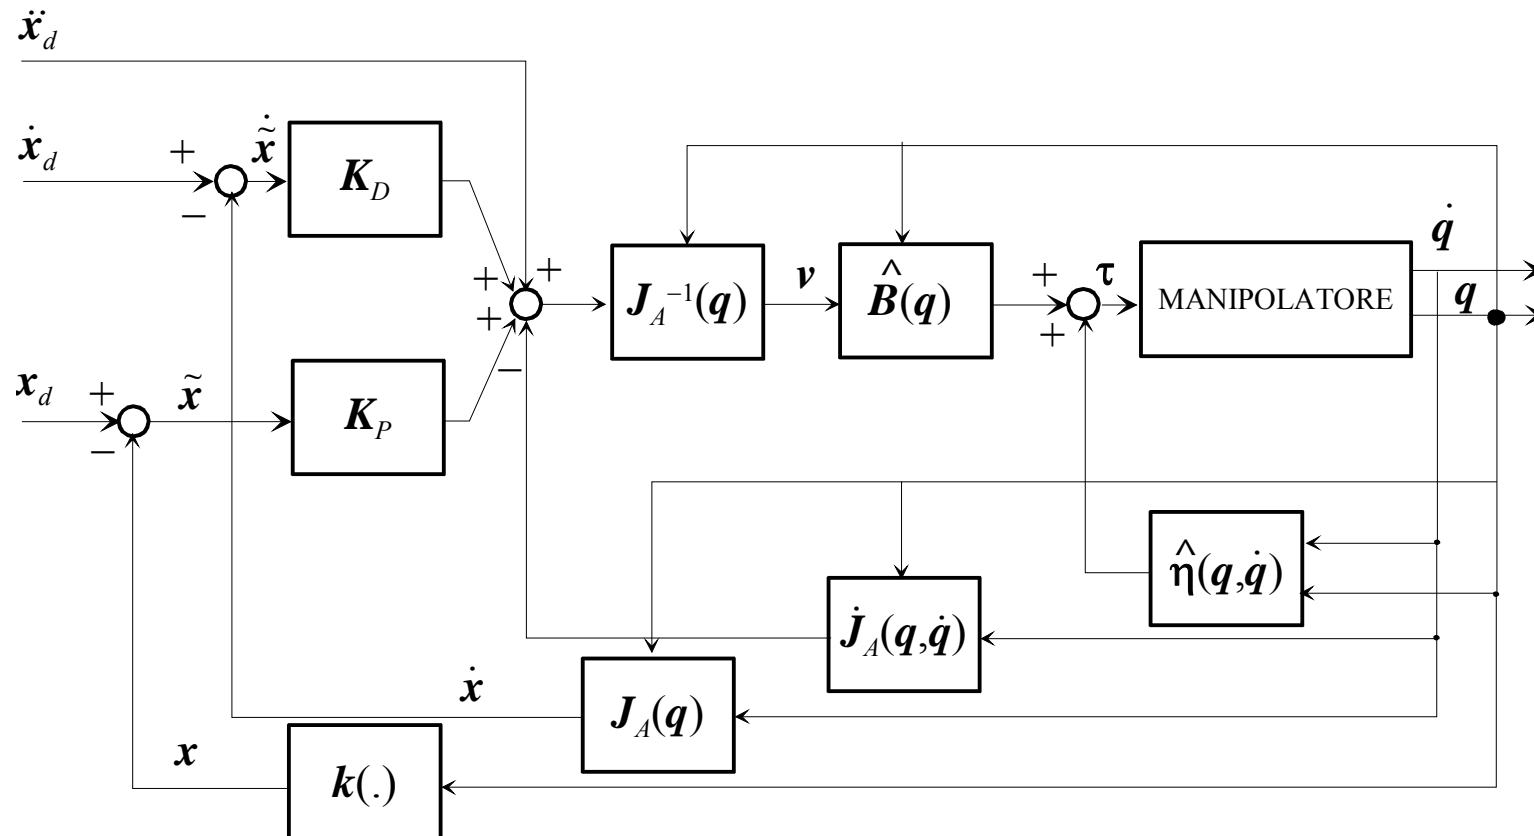 ẍ_d
ẋ_d
+
−
x̃̇
K_D
+
+
+
−
J_A⁻¹(q)
v
B̂(q)
+
+
τ
MANIPOLATORE
q̇
q
x_d
+
−
x̃
K_P
η̂(q,q̇)
J̇_A(q,q̇)
ẋ
J_A(q)
x
k(.)